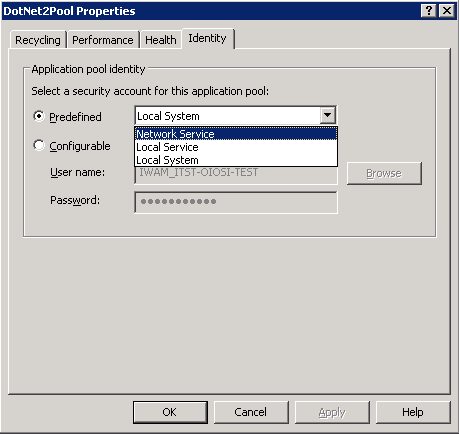 DotNet2Pool Properties
Recycling Performance Health Identity
Application pool identity
Select a security account for this application pool:
Predefined Local System
Network Service
Configurable Local Service
Local System
User name: IWAM_ITST-OIOSI-TEST Browse
Password: ●●●●●●●●●●●
OK Cancel Apply Help